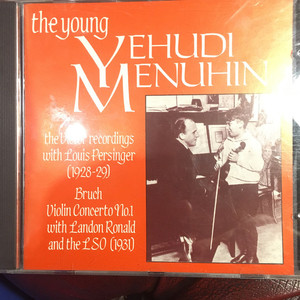 the young
YEHUDI
MENUHIN
the Victor recordings
with Louis Persinger
(1928-29)
Bruch
Violin Concerto No.1
with Landon Ronald
and the LSO (1931)